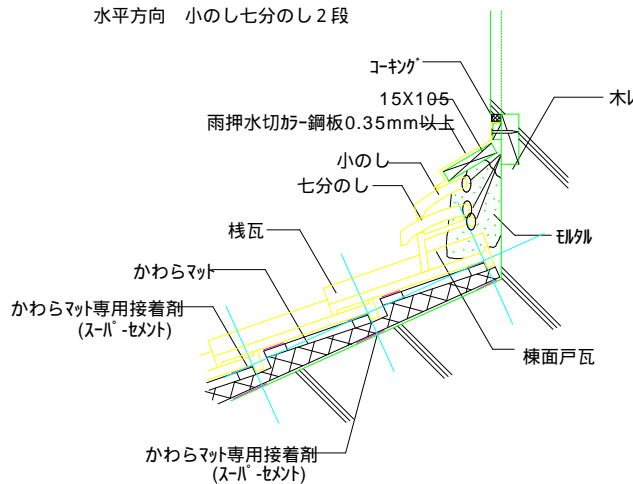 水平方向　小のし七分のし２段
ｺｰｷﾝｸﾞ
15X105
木ﾚ
雨押水切ｶﾗｰ鋼板0.35mm以上
小のし
七分のし
桟瓦
ﾓﾙﾀﾙ
かわらﾏｯﾄ
かわらﾏｯﾄ専用接着剤
(ｽｰﾊﾟ-ｾﾒﾝﾄ)
棟面戸瓦
かわらﾏｯﾄ専用接着剤
(ｽｰﾊﾟ-ｾﾒﾝﾄ)